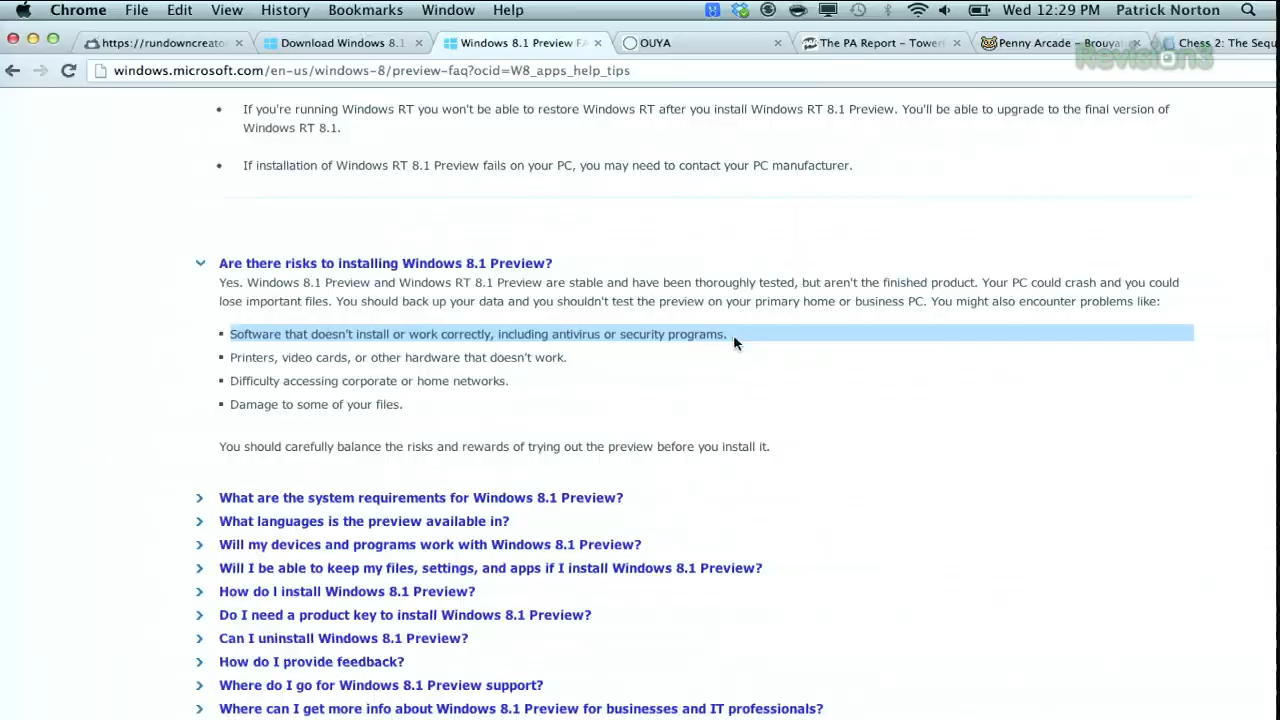 Chrome File Edit View History Bookmarks Window Help Wed 12:29 PM Patrick Norton
https://rundowncreato Download Windows 8.1 Windows 8.1 Preview FA OUYA The PA Report - Tower Penny Arcade - Brouya Chess 2: The Sequ
Revision3
windows.microsoft.com/en-us/windows-8/preview-faq?ocid=W8_apps_help_tips
• If you're running Windows RT you won't be able to restore Windows RT after you install Windows RT 8.1 Preview. You'll be able to upgrade to the final version of
Windows RT 8.1.
• If installation of Windows RT 8.1 Preview fails on your PC, you may need to contact your PC manufacturer.
Are there risks to installing Windows 8.1 Preview?
Yes. Windows 8.1 Preview and Windows RT 8.1 Preview are stable and have been thoroughly tested, but aren't the finished product. Your PC could crash and you could
lose important files. You should back up your data and you shouldn't test the preview on your primary home or business PC. You might also encounter problems like:
▪ Software that doesn't install or work correctly, including antivirus or security programs.
▪ Printers, video cards, or other hardware that doesn't work.
▪ Difficulty accessing corporate or home networks.
▪ Damage to some of your files.
You should carefully balance the risks and rewards of trying out the preview before you install it.
What are the system requirements for Windows 8.1 Preview?
What languages is the preview available in?
Will my devices and programs work with Windows 8.1 Preview?
Will I be able to keep my files, settings, and apps if I install Windows 8.1 Preview?
How do I install Windows 8.1 Preview?
Do I need a product key to install Windows 8.1 Preview?
Can I uninstall Windows 8.1 Preview?
How do I provide feedback?
Where do I go for Windows 8.1 Preview support?
Where can I get more info about Windows 8.1 Preview for businesses and IT professionals?